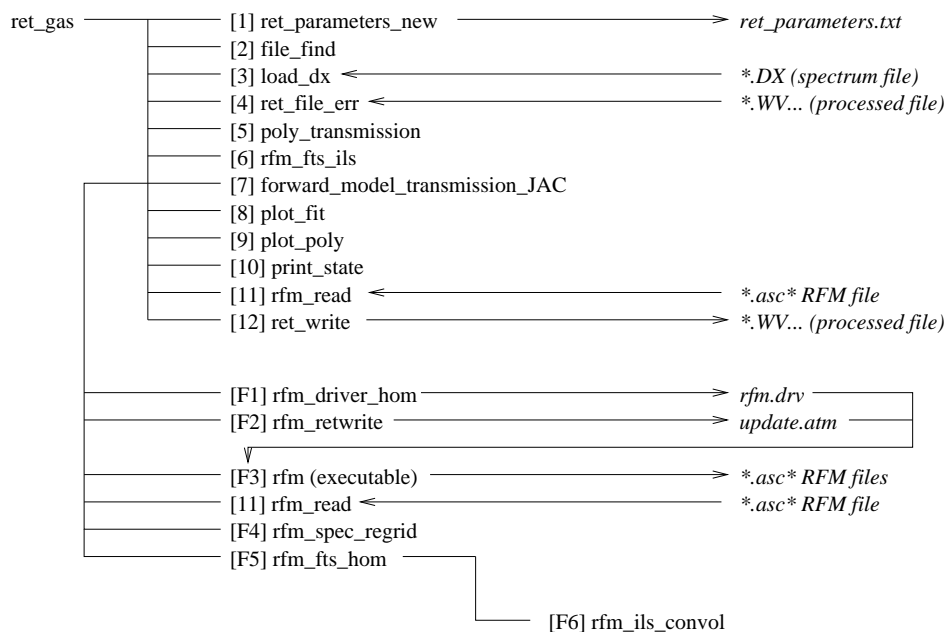 ret_gas [1] ret_parameters_new ret_parameters.txt
[2] file_find
[3] load_dx *.DX (spectrum file)
[4] ret_file_err *.WV... (processed file)
[5] poly_transmission
[6] rfm_fts_ils
[7] forward_model_transmission_JAC
[8] plot_fit
[9] plot_poly
[10] print_state
[11] rfm_read *.asc* RFM file
[12] ret_write *.WV... (processed file)
[F1] rfm_driver_hom rfm.drv
[F2] rfm_retwrite update.atm
[F3] rfm (executable) *.asc* RFM files
[11] rfm_read *.asc* RFM file
[F4] rfm_spec_regrid
[F5] rfm_fts_hom
[F6] rfm_ils_convol